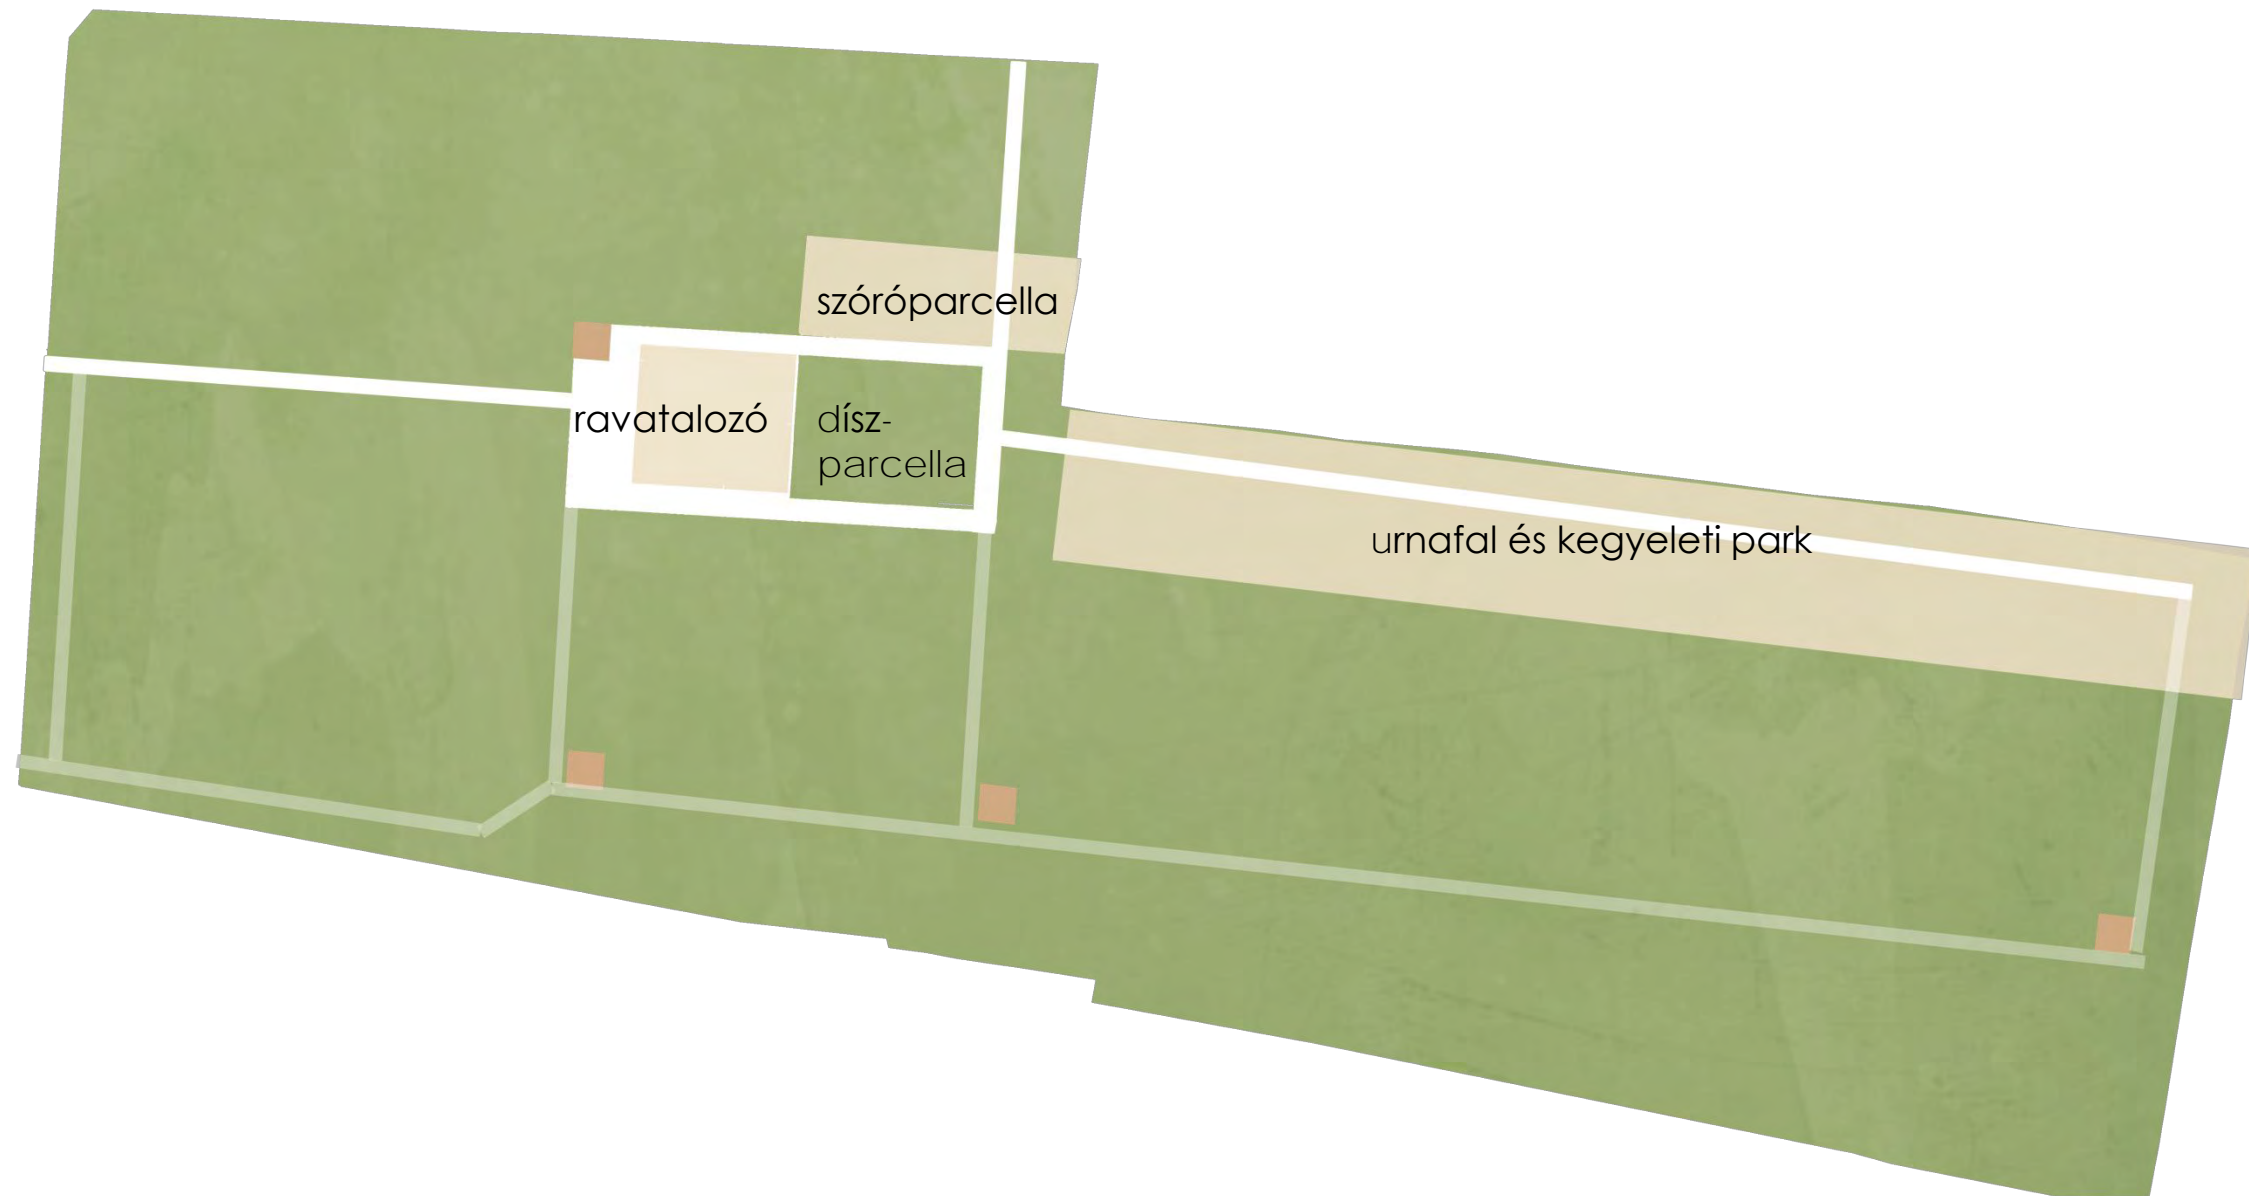 szóróparcella
ravatalozó
dísz-
parcella
urnafal és kegyeleti park